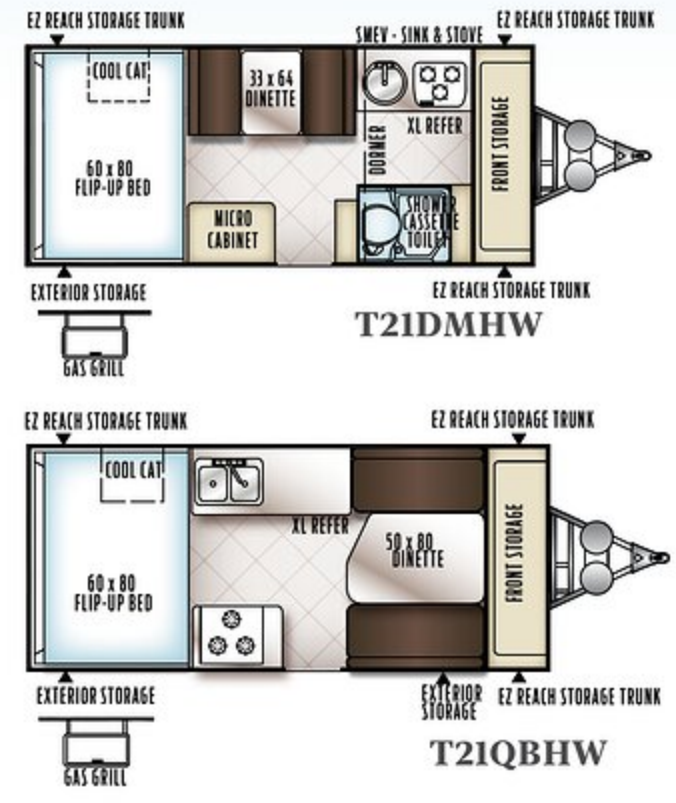 EZ REACH STORAGE TRUNK
EZ REACH STORAGE TRUNK
SMEV - SINK & STOVE
COOL CAT
33 x 64
DINETTE
XL REFER
DORMER
FRONT STORAGE
60 x 80
FLIP-UP BED
MICRO
CABINET
SHOWER
CASSETTE
TOILET
EXTERIOR STORAGE
EZ REACH STORAGE TRUNK
T21DMHW
GAS GRILL
EZ REACH STORAGE TRUNK
EZ REACH STORAGE TRUNK
COOL CAT
XL REFER
50 x 80
DINETTE
FRONT STORAGE
60 x 80
FLIP-UP BED
EXTERIOR STORAGE
EXTERIOR
STORAGE
EZ REACH STORAGE TRUNK
T21QBHW
GAS GRILL